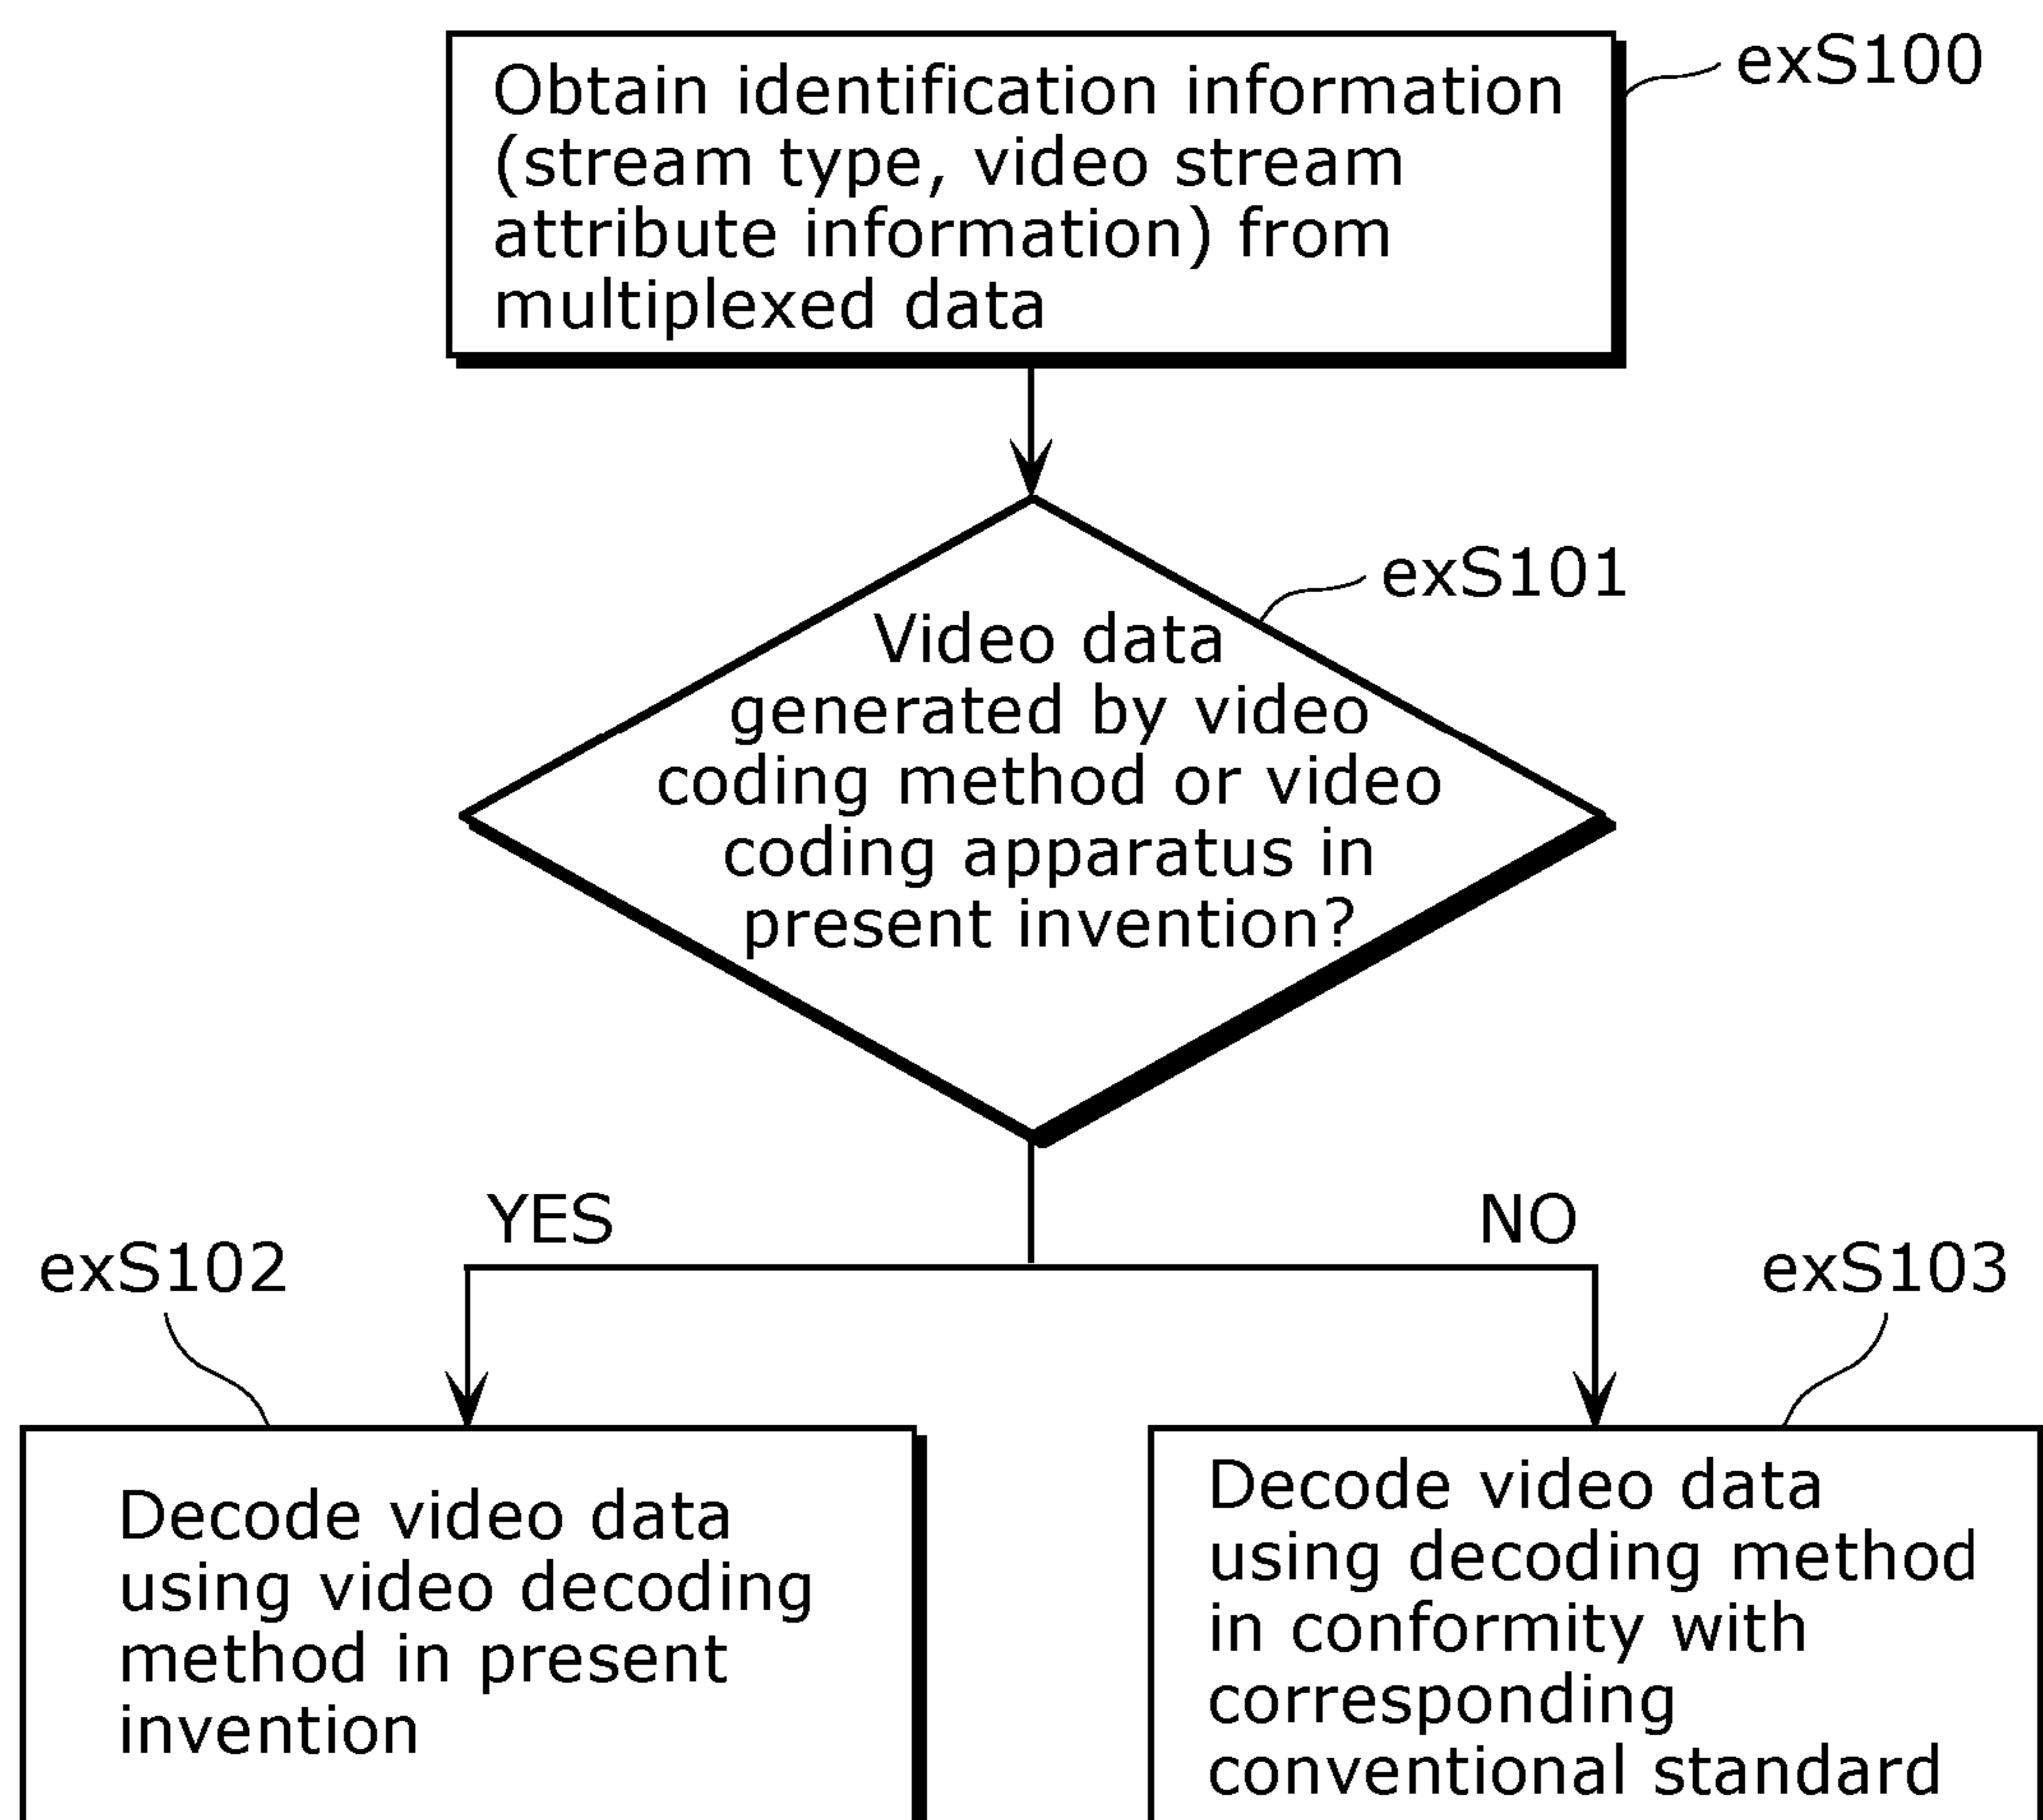 Obtain identification information
(stream type, video stream
attribute information) from
multiplexed data
exS100
exS101
Video data
generated by video
coding method or video
coding apparatus in
present invention?
YES
NO
exS102
exS103
Decode video data
using video decoding
method in present
invention
Decode video data
using decoding method
in conformity with
corresponding
conventional standard